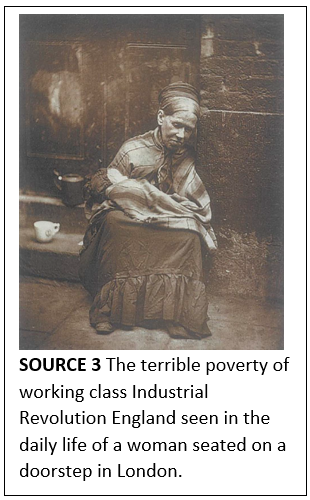 SOURCE 3 The terrible poverty of
working class Industrial
Revolution England seen in the
daily life of a woman seated on a
doorstep in London.